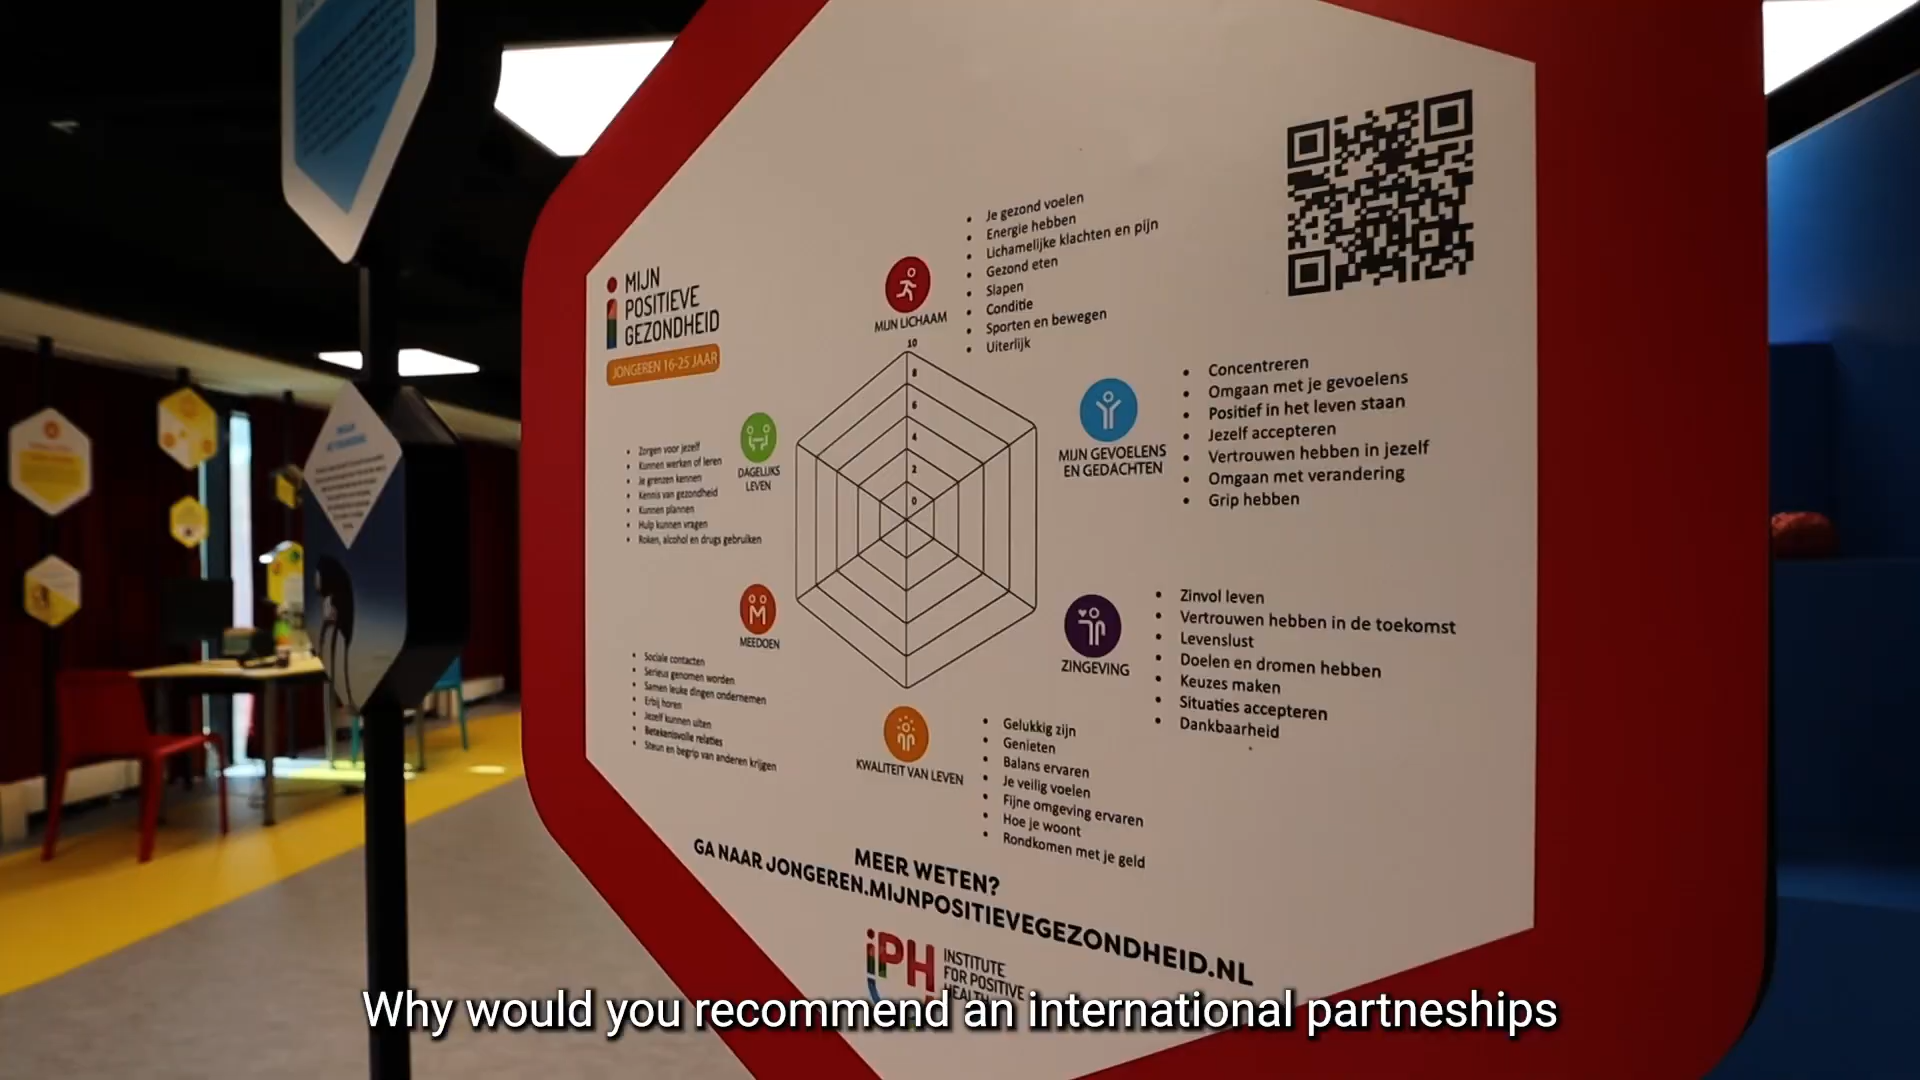 MIJN
POSITIEVE
GEZONDHEID
JONGEREN 16-25 JAAR
MIJN LICHAAM
Je gezond voelen
Energie hebben
Lichamelijke klachten en pijn
Gezond eten
Slapen
Conditie
Sporten en bewegen
Uiterlijk
10
8
6
4
2
0
MIJN GEVOELENS
EN GEDACHTEN
Concentreren
Omgaan met je gevoelens
Positief in het leven staan
Jezelf accepteren
Vertrouwen hebben in jezelf
Omgaan met verandering
Grip hebben
DAGELIJKS
LEVEN
Zorgen voor jezelf
Kunnen werken of leren
Je grenzen kennen
Kennis van gezondheid
Kunnen plannen
Hulp kunnen vragen
Roken, alcohol en drugs gebruiken
M
MEEDOEN
Sociale contacten
Serieus genomen worden
Samen leuke dingen ondernemen
Erbij horen
Jezelf kunnen uiten
Betekenisvolle relaties
Steun en begrip van anderen krijgen
ZINGEVING
Zinvol leven
Vertrouwen hebben in de toekomst
Levenslust
Doelen en dromen hebben
Keuzes maken
Situaties accepteren
Dankbaarheid
KWALITEIT VAN LEVEN
Gelukkig zijn
Genieten
Balans ervaren
Je veilig voelen
Fijne omgeving ervaren
Hoe je woont
Rondkomen met je geld
MEER WETEN?
GA NAAR JONGEREN.MIJNPOSITIEVEGEZONDHEID.NL
iPH
INSTITUTE
FOR POSITIVE
HEALTH
Why would you recommend an international partneships